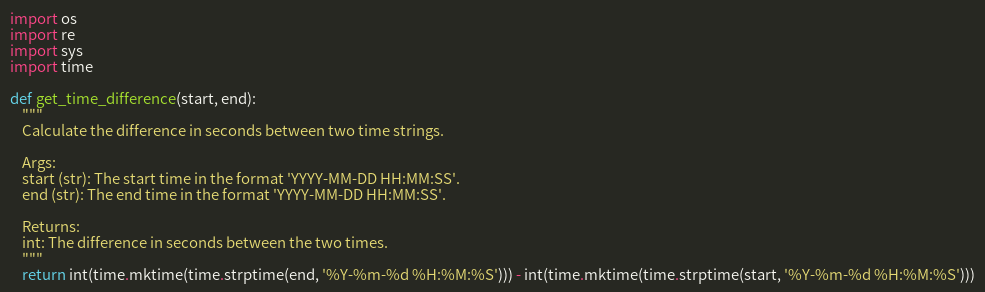 import os
import re
import sys
import time

def get_time_difference(start, end):
    """
    Calculate the difference in seconds between two time strings.

    Args:
    start (str): The start time in the format 'YYYY-MM-DD HH:MM:SS'.
    end (str): The end time in the format 'YYYY-MM-DD HH:MM:SS'.

    Returns:
    int: The difference in seconds between the two times.
    """
    return int(time.mktime(time.strptime(end, '%Y-%m-%d %H:%M:%S'))) - int(time.mktime(time.strptime(start, '%Y-%m-%d %H:%M:%S')))